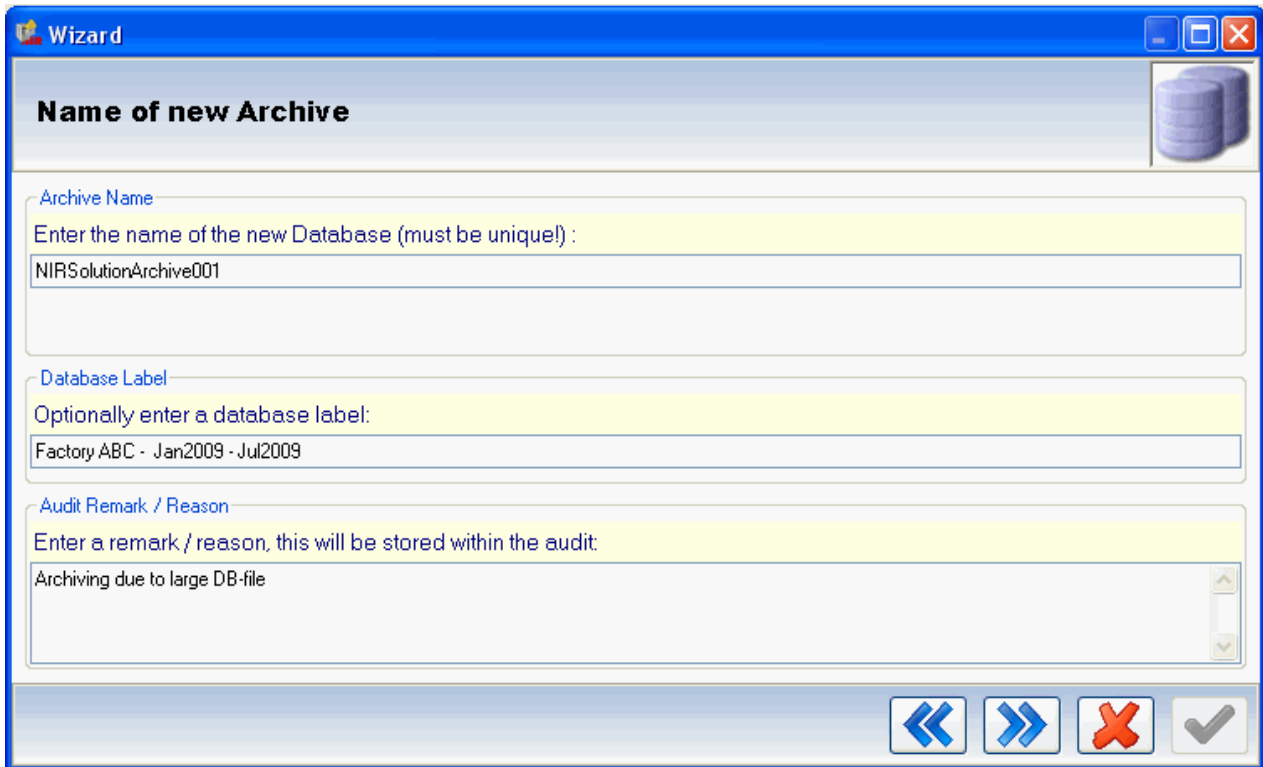 Wizard
Name of new Archive
Archive Name
Enter the name of the new Database (must be unique!) :
NIRSolutionArchive001
Database Label
Optionally enter a database label:
Factory ABC -  Jan2009 - Jul2009
Audit Remark / Reason
Enter a remark / reason, this will be stored within the audit:
Archiving due to large DB-file